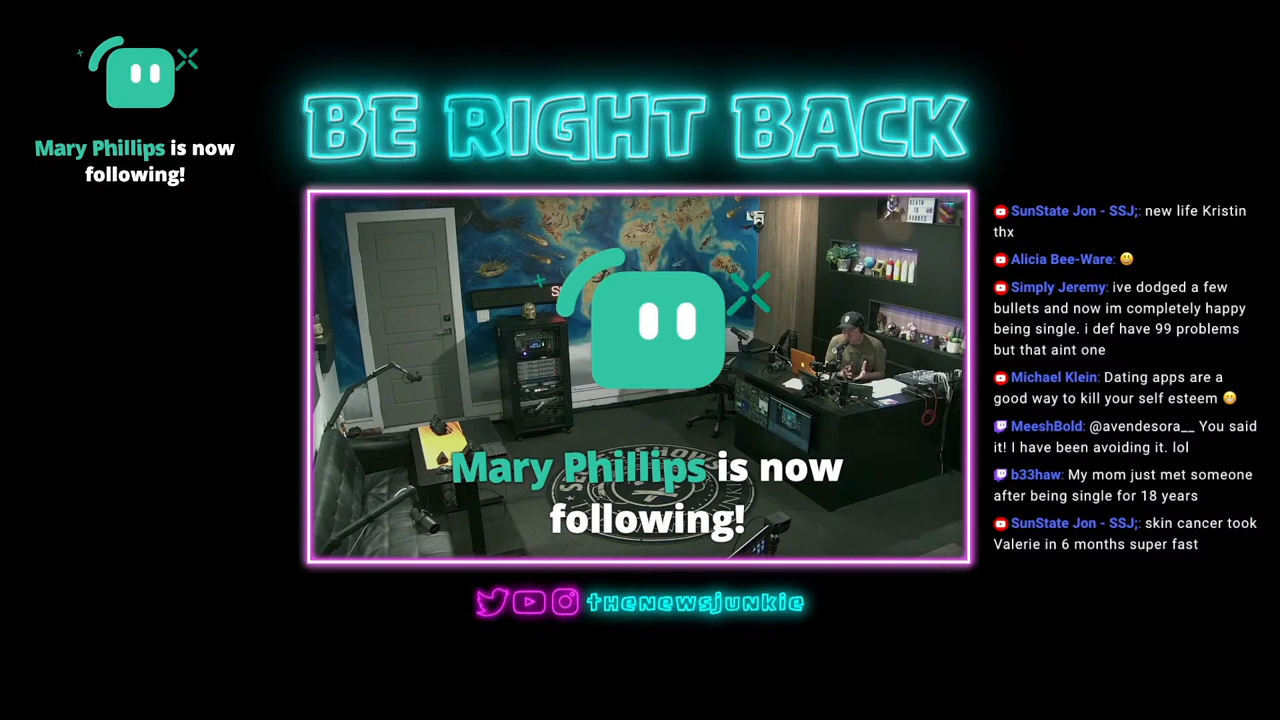 Mary Phillips is now
following!
BE RIGHT BACK
Mary Phillips is now
following!
thenewsjunkie
SunState Jon - SSJ;: new life Kristin
thx
Alicia Bee-Ware: 😃
Simply Jeremy: ive dodged a few
bullets and now im completely happy
being single. i def have 99 problems
but that aint one
Michael Klein: Dating apps are a
good way to kill your self esteem 😁
MeeshBold: @avendesora__ You said
it! I have been avoiding it. lol
b33haw: My mom just met someone
after being single for 18 years
SunState Jon - SSJ;: skin cancer took
Valerie in 6 months super fast